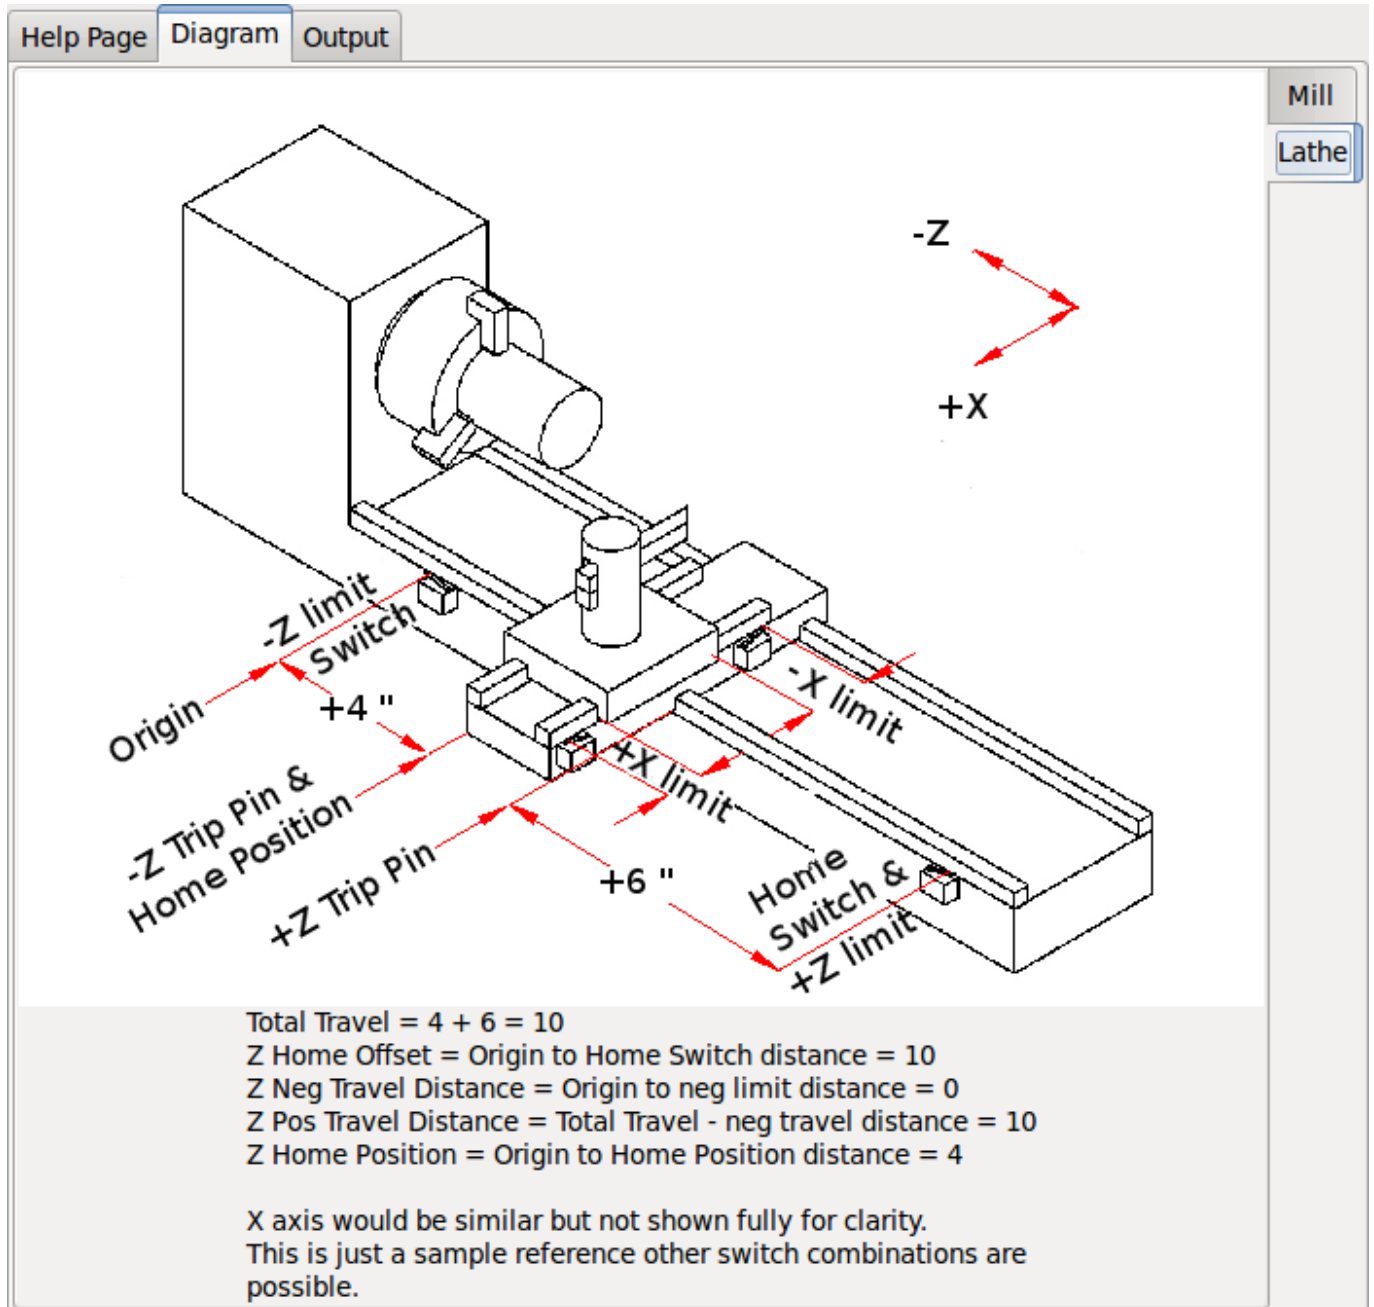 Help Page
Diagram
Output
Mill
Lathe
-Z
+X
-Z limit
Switch
Origin
+4 "
-X limit
+X limit
-Z Trip Pin &
Home Position
+Z Trip Pin
+6 "
Home
Switch &
+Z limit
Total Travel = 4 + 6 = 10
Z Home Offset = Origin to Home Switch distance = 10
Z Neg Travel Distance = Origin to neg limit distance = 0
Z Pos Travel Distance = Total Travel - neg travel distance = 10
Z Home Position = Origin to Home Position distance = 4
X axis would be similar but not shown fully for clarity.
This is just a sample reference other switch combinations are
possible.